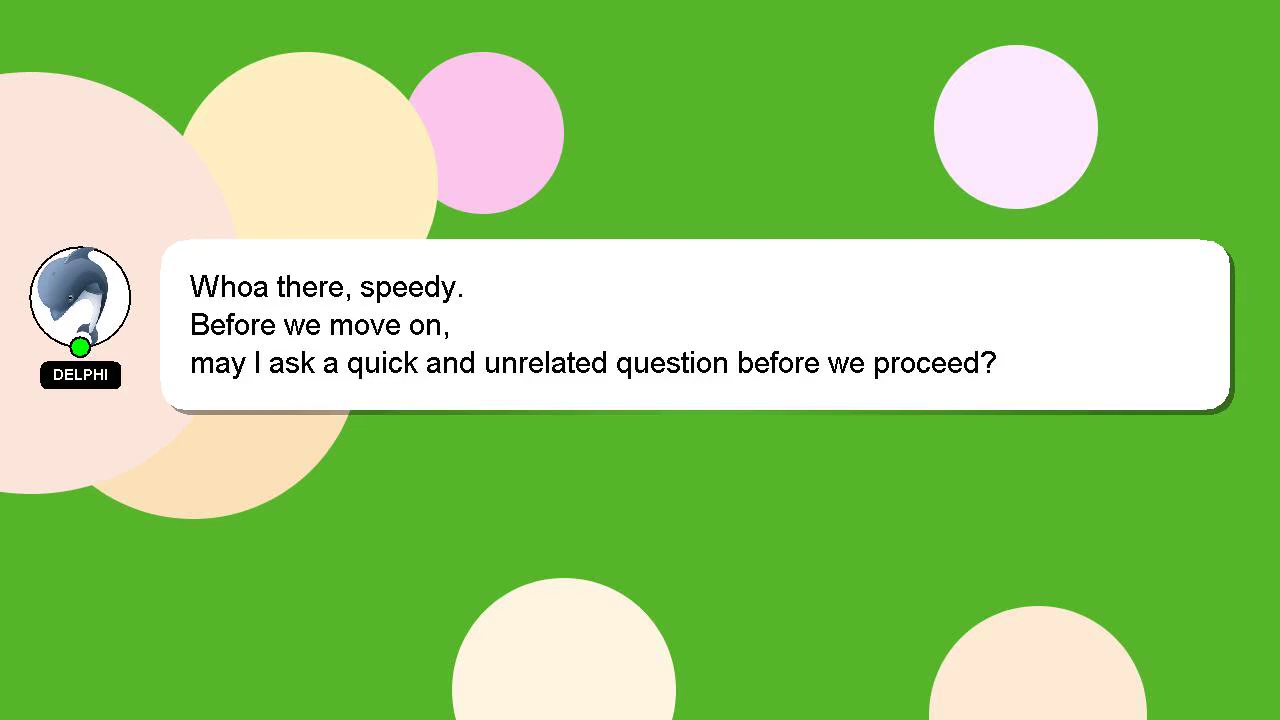 Whoa there, speedy.
Before we move on,
may I ask a quick and unrelated question before we proceed?
DELPHI